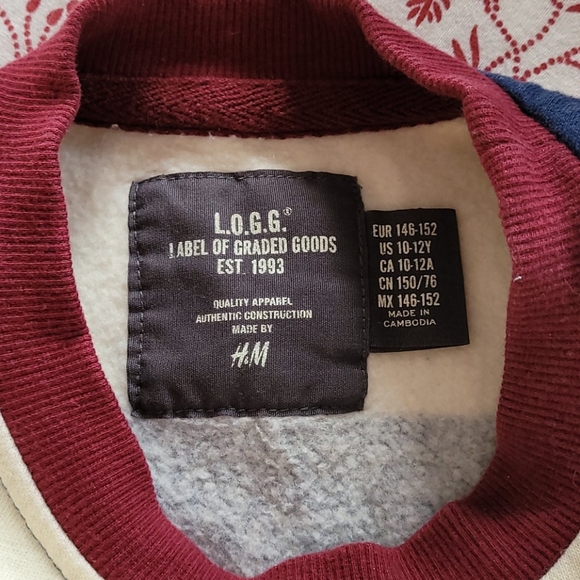 L.O.G.G.®
LABEL OF GRADED GOODS
EST. 1993
QUALITY APPAREL
AUTHENTIC CONSTRUCTION
MADE BY
H&M
EUR 146-152
US 10-12Y
CA 10-12A
CN 150/76
MX 146-152
MADE IN
CAMBODIA